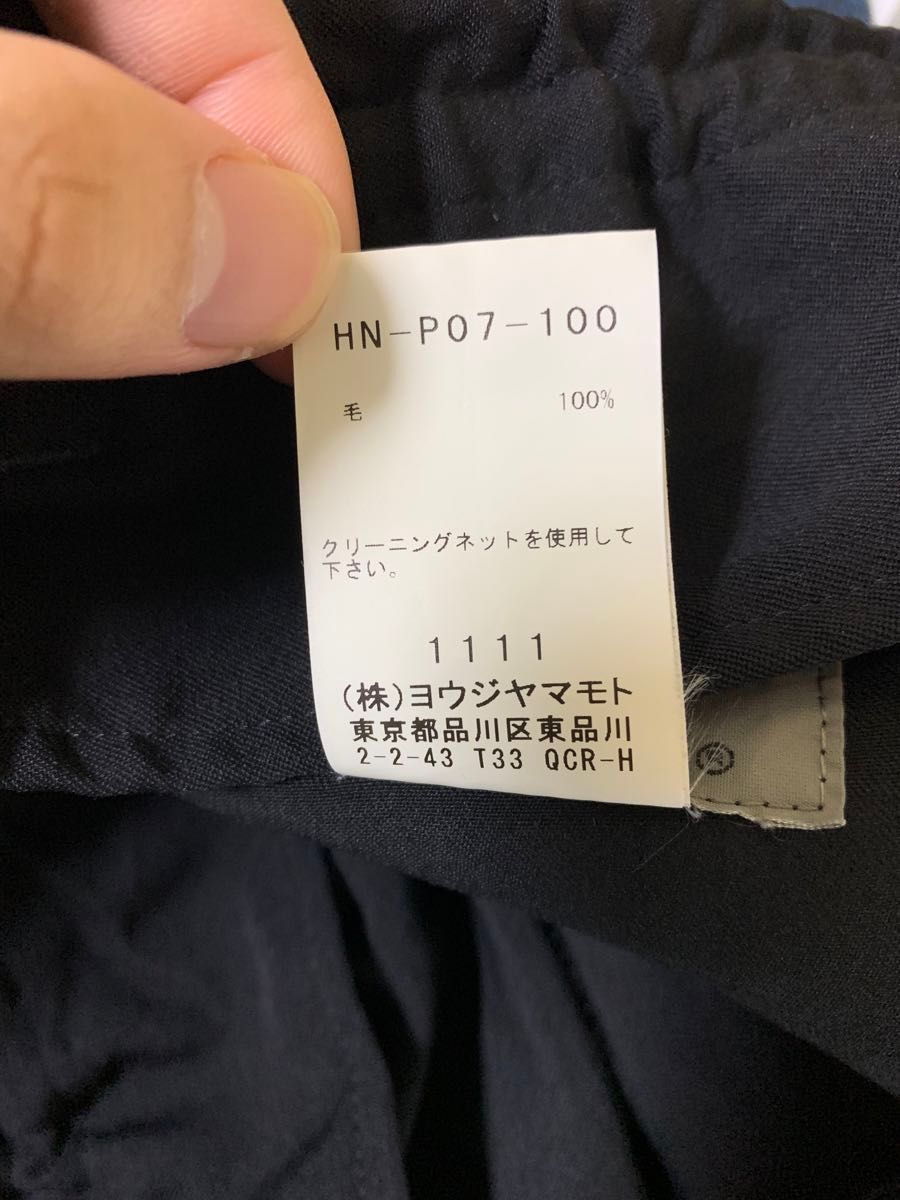 HN-P07-100
毛 100%
クリーニングネットを使用して
下さい。
1111
(株)ヨウジヤマモト
東京都品川区東品川
2-2-43 T33 QCR-H